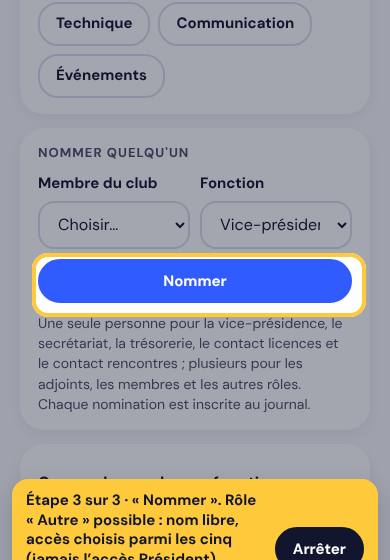 Technique
Communication
Événements
NOMMER QUELQU'UN
Membre du club
Fonction
Choisir...
Nommer
Une seule personne pour la vice-présidence, le
secrétariat, la trésorerie, le contact licences et
le contact rencontres ; plusieurs pour les
adjoints, les membres et les autres rôles.
Chaque nomination est inscrite au journal.
Étape 3 sur 3 · « Nommer ». Rôle
« Autre » possible : nom libre,
accès choisis parmi les cinq
(jamais l'accès Président)
Arrêter